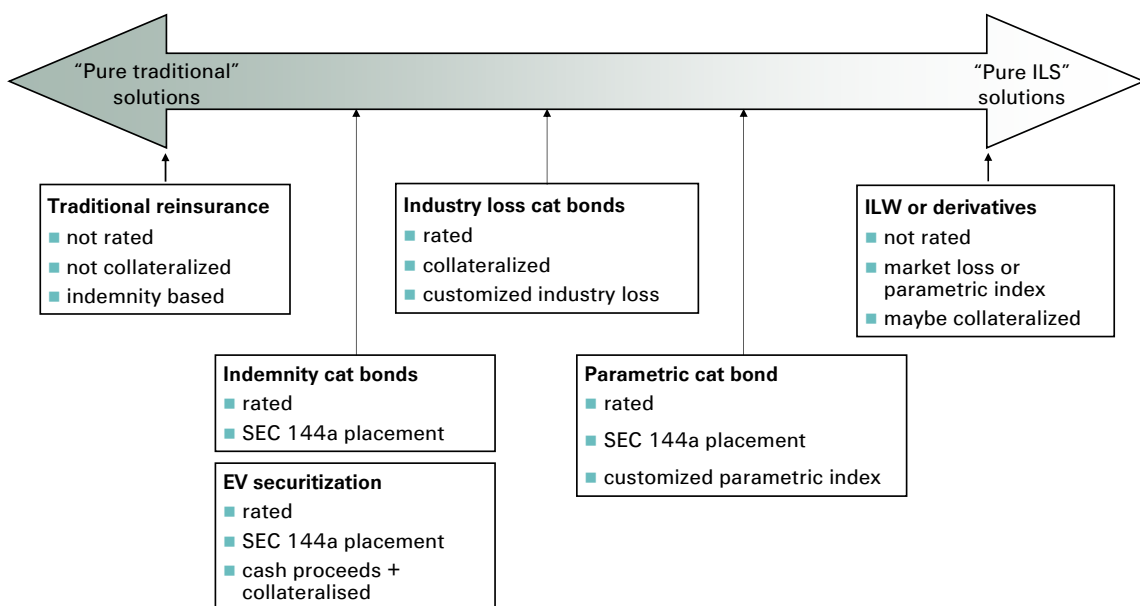 “Pure traditional”
solutions
“Pure ILS”
solutions
Traditional reinsurance
not rated
not collateralized
indemnity based
Industry loss cat bonds
rated
collateralized
customized industry loss
ILW or derivatives
not rated
market loss or
parametric index
maybe collateralized
Indemnity cat bonds
rated
SEC 144a placement
Parametric cat bond
rated
SEC 144a placement
customized parametric index
EV securitization
rated
SEC 144a placement
cash proceeds +
collateralised